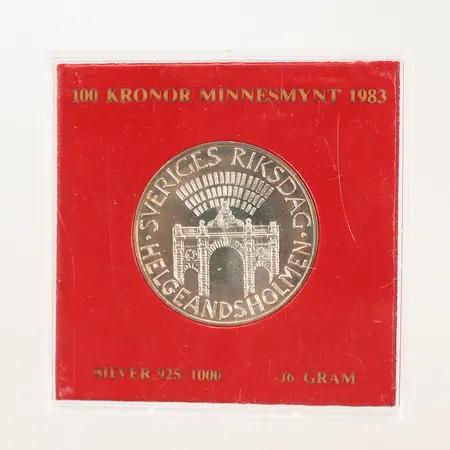 100 KRONOR MINNESMYNT 1983
SVERIGES RIKSDAG
HELGEANDSHOLMEN
SILVER 925-1000
16 GRAM